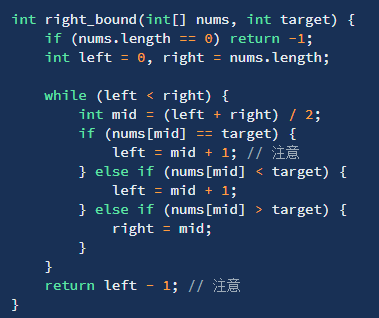 int right_bound(int[] nums, int target) {
    if (nums.length == 0) return -1;
    int left = 0, right = nums.length;

    while (left < right) {
        int mid = (left + right) / 2;
        if (nums[mid] == target) {
            left = mid + 1; // 注意
        } else if (nums[mid] < target) {
            left = mid + 1;
        } else if (nums[mid] > target) {
            right = mid;
        }
    }
    return left - 1; // 注意
}